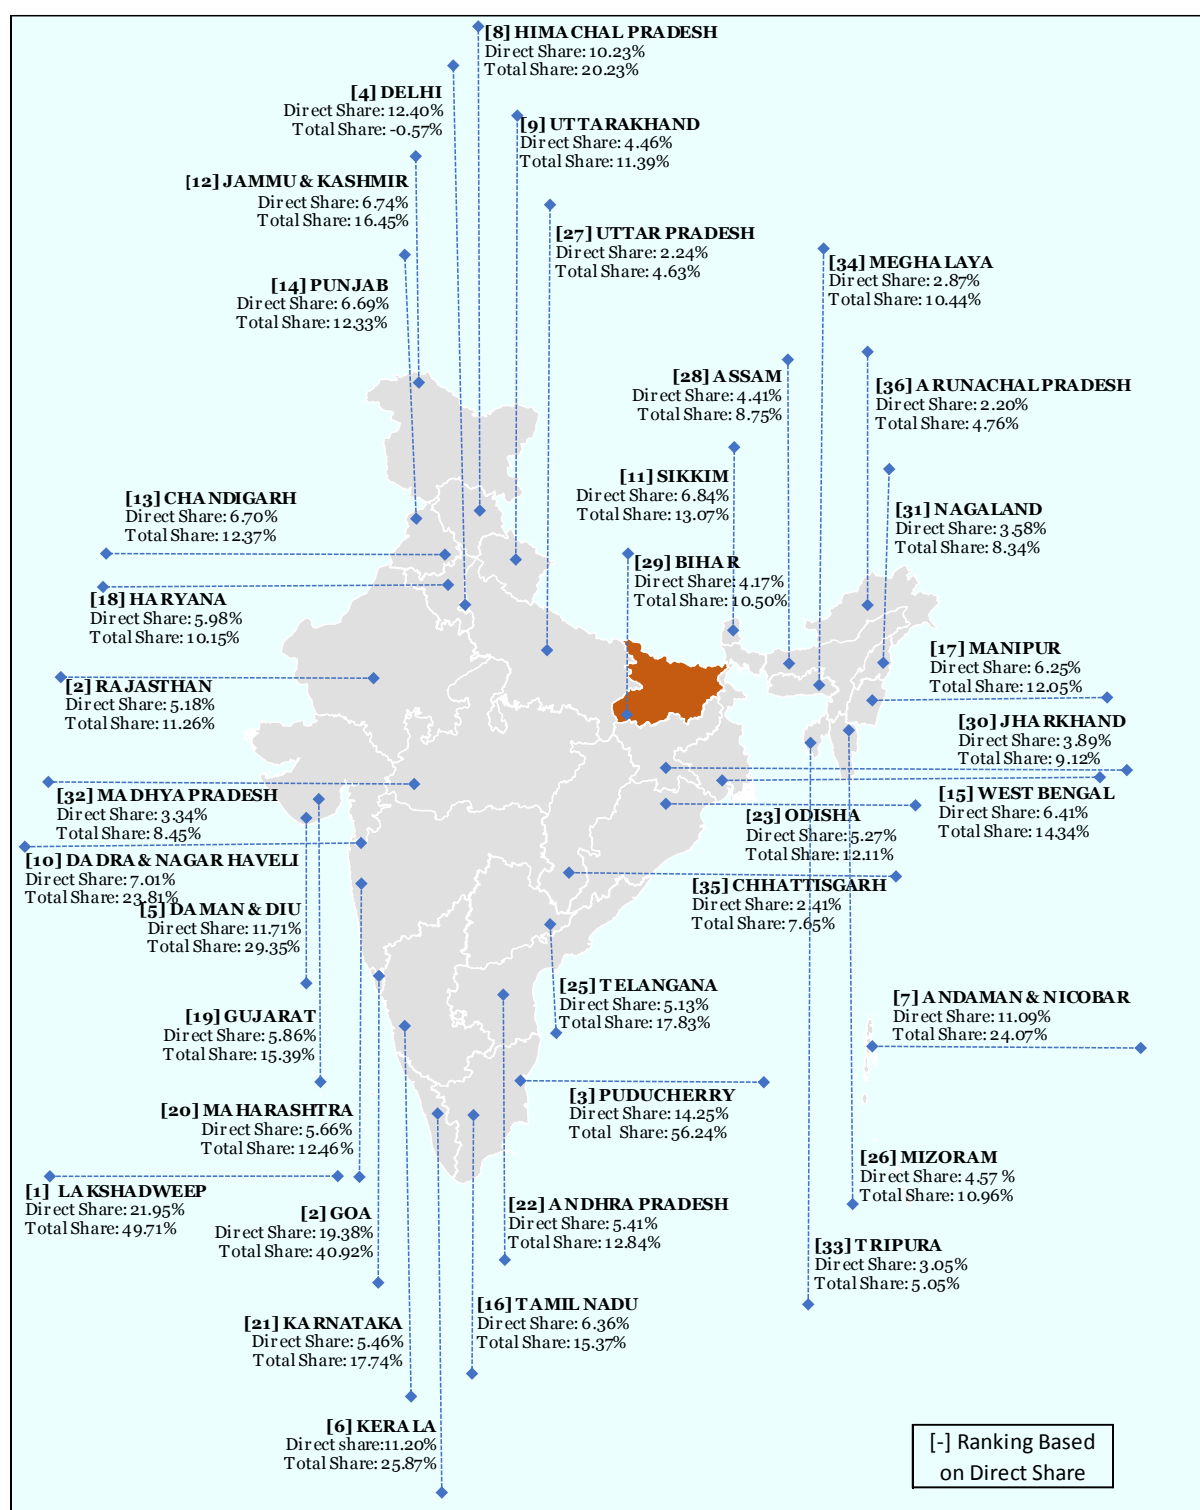 [8] HIMACHAL PRADESH
Direct Share: 10.23%
Total Share: 20.23%
[4] DELHI
Direct Share: 12.40%
Total Share: -0.57%
[9] UTTARAKHAND
Direct Share: 4.46%
Total Share: 11.39%
[12] JAMMU & KASHMIR
Direct Share: 6.74%
Total Share: 16.45%
[27] UTTAR PRADESH
Direct Share: 2.24%
Total Share: 4.63%
[34] MEGHALAYA
Direct Share: 2.87%
Total Share: 10.44%
[14] PUNJAB
Direct Share: 6.69%
Total Share: 12.33%
[28] ASSAM
Direct Share: 4.41%
Total Share: 8.75%
[36] ARUNACHAL PRADESH
Direct Share: 2.20%
Total Share: 4.76%
[11] SIKKIM
Direct Share: 6.84%
Total Share: 13.07%
[13] CHANDIGARH
Direct Share: 6.70%
Total Share: 12.37%
[31] NAGALAND
Direct Share: 3.58%
Total Share: 8.34%
[29] BIHAR
Direct Share: 4.17%
Total Share: 10.50%
[18] HARYANA
Direct Share: 5.98%
Total Share: 10.15%
[17] MANIPUR
Direct Share: 6.25%
Total Share: 12.05%
[2] RAJASTHAN
Direct Share: 5.18%
Total Share: 11.26%
[30] JHARKHAND
Direct Share: 3.89%
Total Share: 9.12%
[32] MADHYA PRADESH
Direct Share: 3.34%
Total Share: 8.45%
[15] WEST BENGAL
Direct Share: 6.41%
Total Share: 14.34%
[23] ODISHA
Direct Share: 5.27%
Total Share: 12.11%
[10] DADRA & NAGAR HAVELI
Direct Share: 7.01%
Total Share: 23.81%
[35] CHHATTISGARH
Direct Share: 2.41%
Total Share: 7.65%
[5] DAMAN & DIU
Direct Share: 11.71%
Total Share: 29.35%
[25] TELANGANA
Direct Share: 5.13%
Total Share: 17.83%
[7] ANDAMAN & NICOBAR
Direct Share: 11.09%
Total Share: 24.07%
[19] GUJARAT
Direct Share: 5.86%
Total Share: 15.39%
[3] PUDUCHERRY
Direct Share: 14.25%
Total Share: 56.24%
[20] MAHARASHTRA
Direct Share: 5.66%
Total Share: 12.46%
[26] MIZORAM
Direct Share: 4.57 %
Total Share: 10.96%
[1] LAKSHADWEEP
Direct Share: 21.95%
Total Share: 49.71%
[2] GOA
Direct Share: 19.38%
Total Share: 40.92%
[22] ANDHRA PRADESH
Direct Share: 5.41%
Total Share: 12.84%
[33] TRIPURA
Direct Share: 3.05%
Total Share: 5.05%
[16] TAMIL NADU
Direct Share: 6.36%
Total Share: 15.37%
[21] KARNATAKA
Direct Share: 5.46%
Total Share: 17.74%
[6] KERALA
Direct share:11.20%
Total Share: 25.87%
[-] Ranking Based
on Direct Share